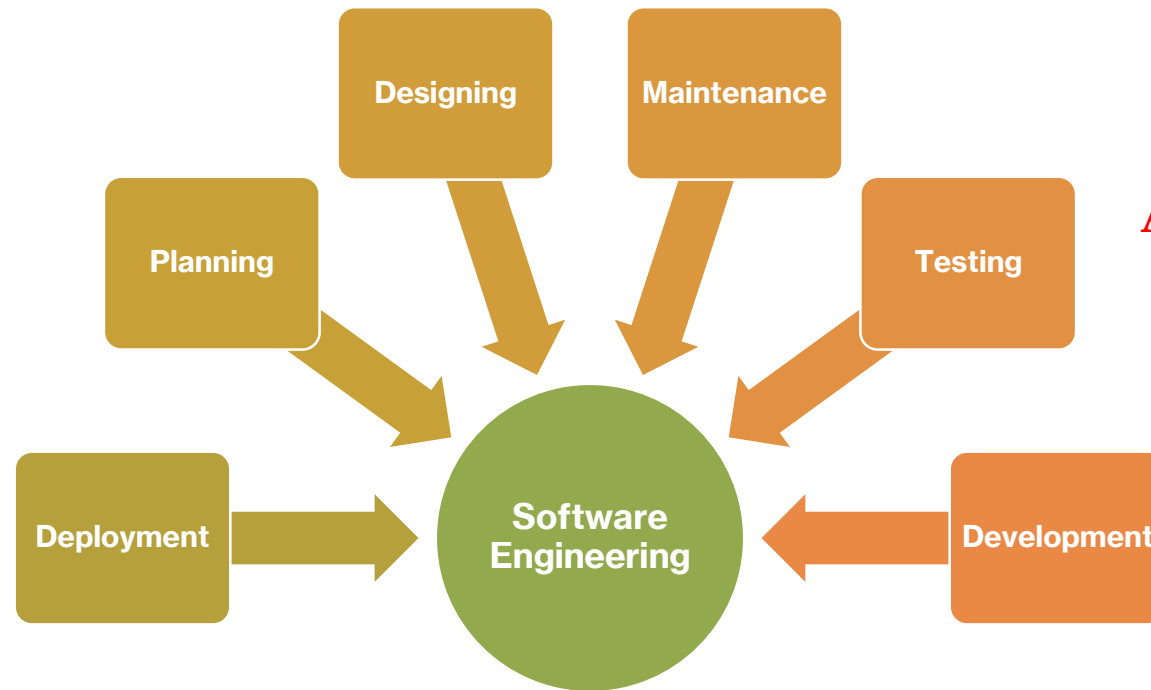 Designing
Maintenance
Planning
Testing
Deployment
Software
Engineering
Development